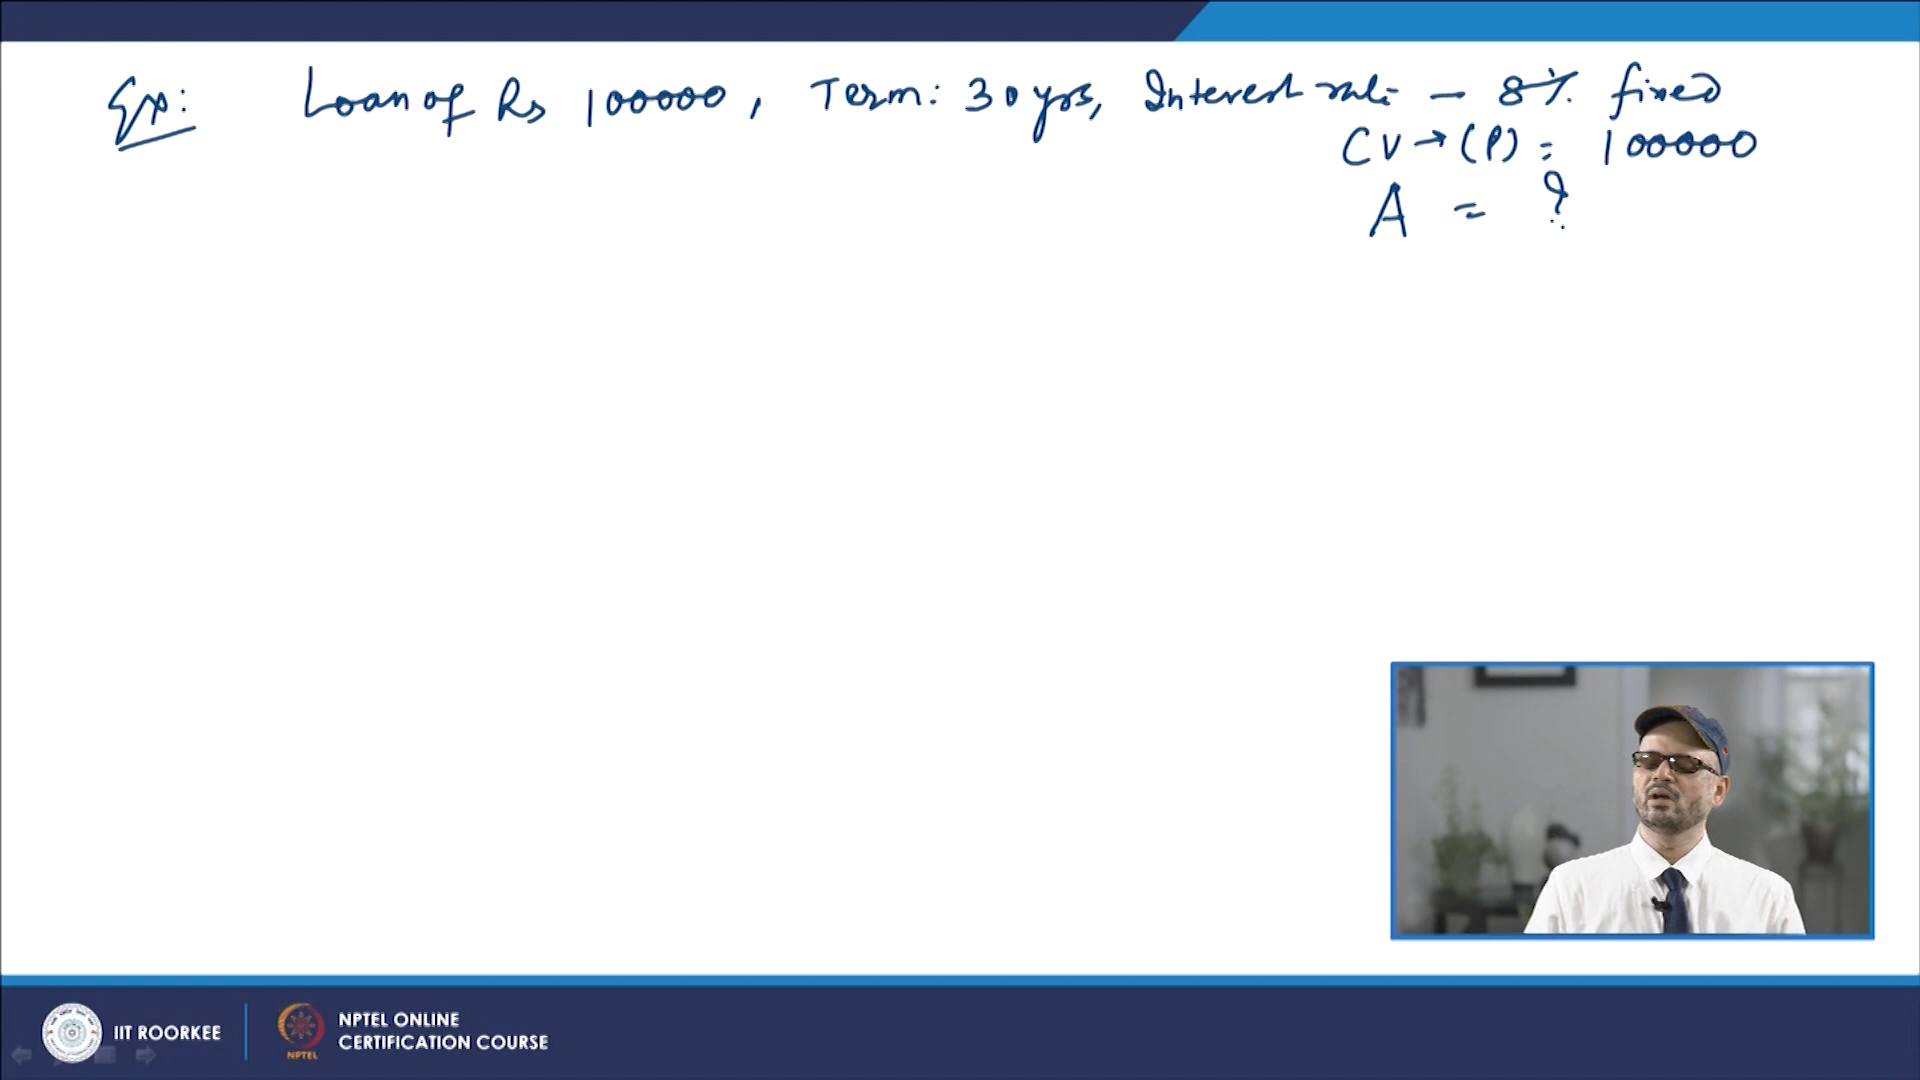 Ex: Loan of Rs 100000, Term: 30 yrs, Interest rate - 8% fixed
CV → (P) = 100000
A = ?
IIT ROORKEE
NPTEL
NPTEL ONLINE
CERTIFICATION COURSE